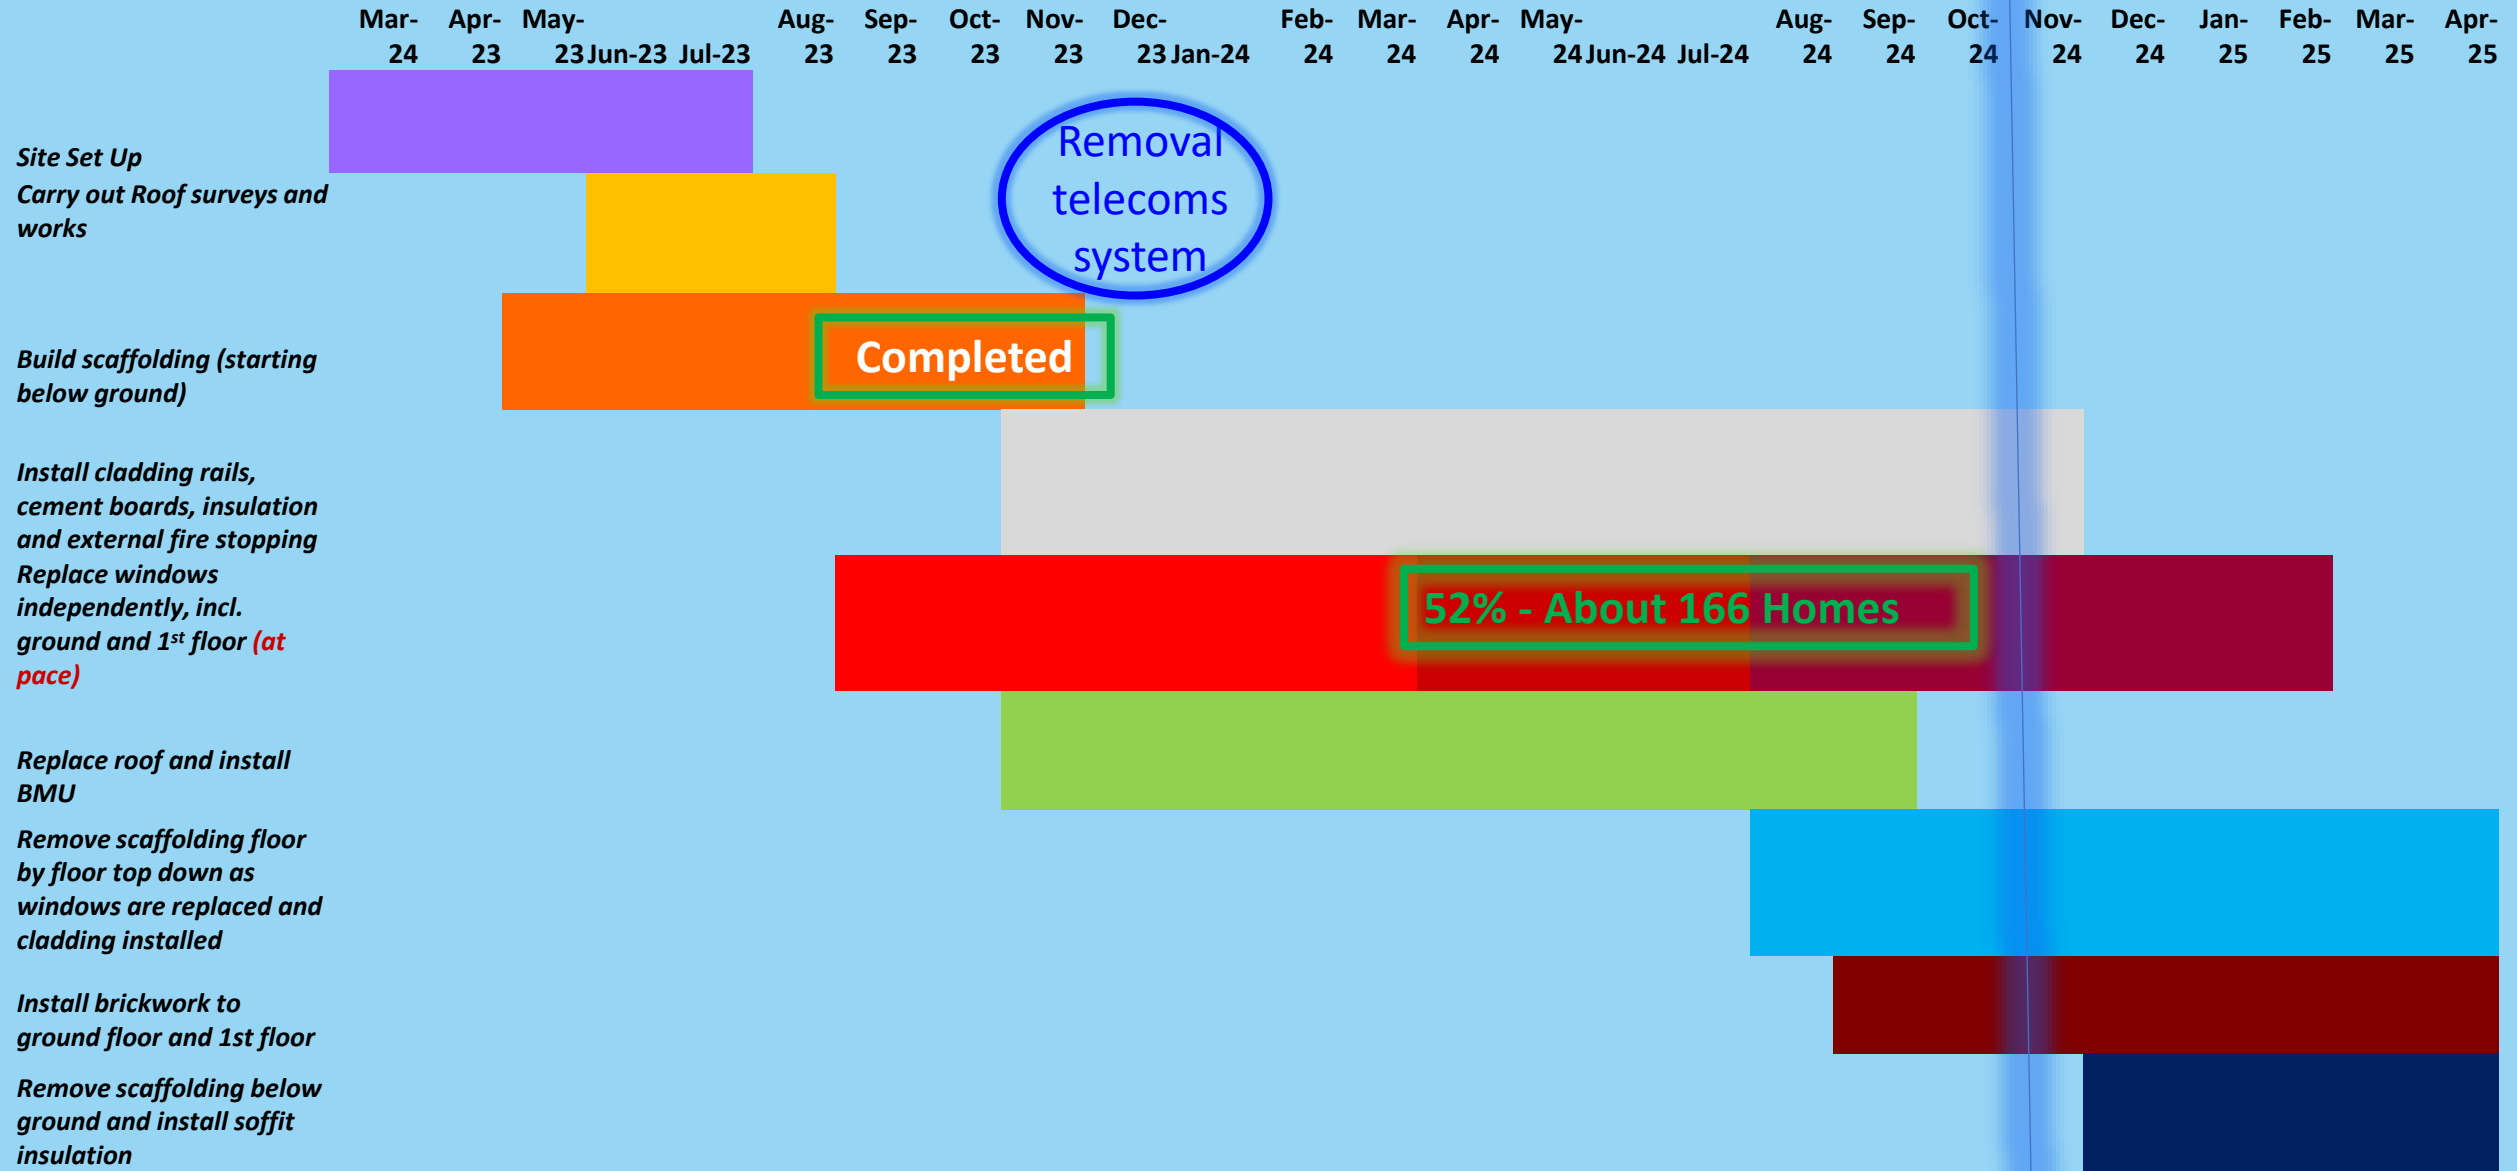 Mar- Apr- May- Aug- Sep- Oct- Nov- Dec- Feb- Mar- Apr- May- Aug- Sep- Oct- Nov- Dec- Jan- Feb- Mar- Apr-
24 23 23 Jun-23 Jul-23 23 23 23 23 23 Jan-24 24 24 24 24 Jun-24 Jul-24 24 24 24 24 24 25 25 25 25
Removal
telecoms
system
Site Set Up
Carry out Roof surveys and
works
Completed
Build scaffolding (starting
below ground)
Install cladding rails,
cement boards, insulation
and external fire stopping
Replace windows
independently, incl.
ground and 1st floor (at
pace)
52% - About 166 Homes
Replace roof and install
BMU
Remove scaffolding floor
by floor top down as
windows are replaced and
cladding installed
Install brickwork to
ground floor and 1st floor
Remove scaffolding below
ground and install soffit
insulation